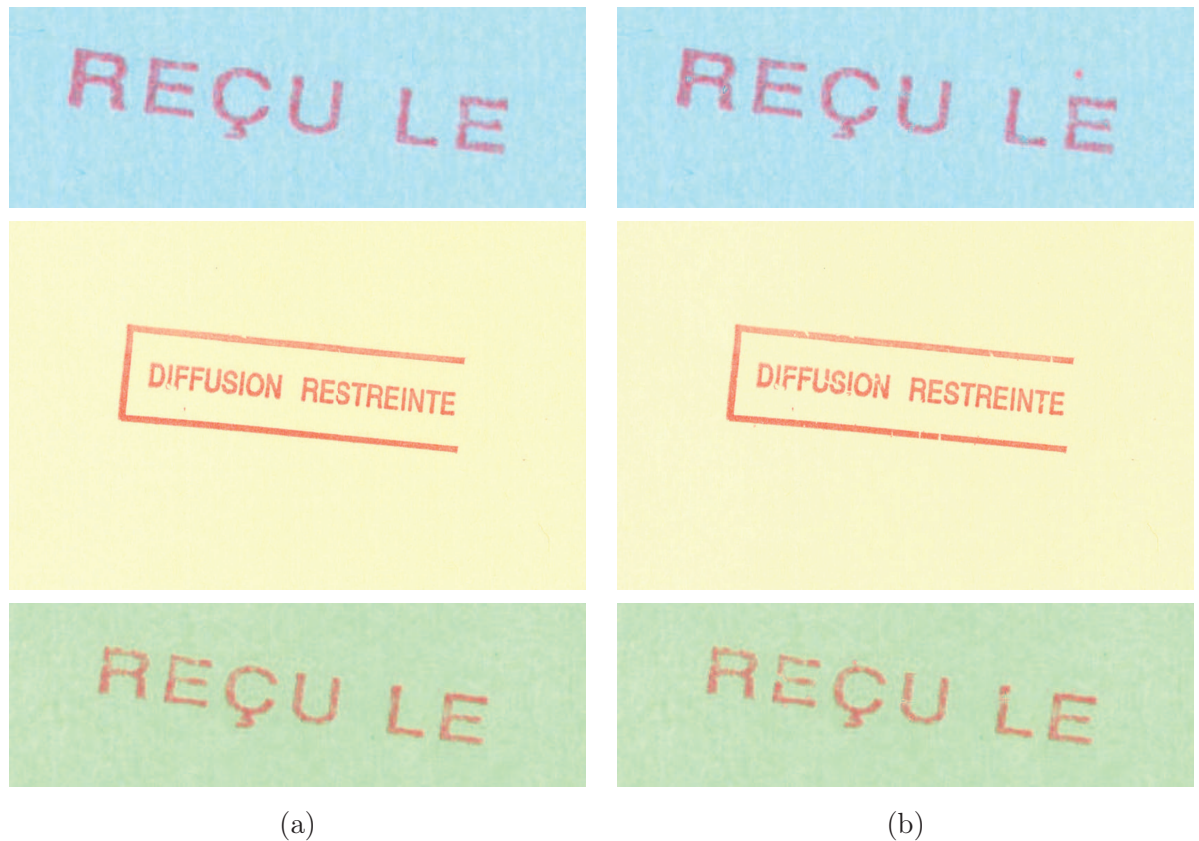 REÇU LE REÇU LE
DIFFUSION RESTREINTE DIFFUSION RESTREINTE
REÇU LE REÇU LE
(a) (b)